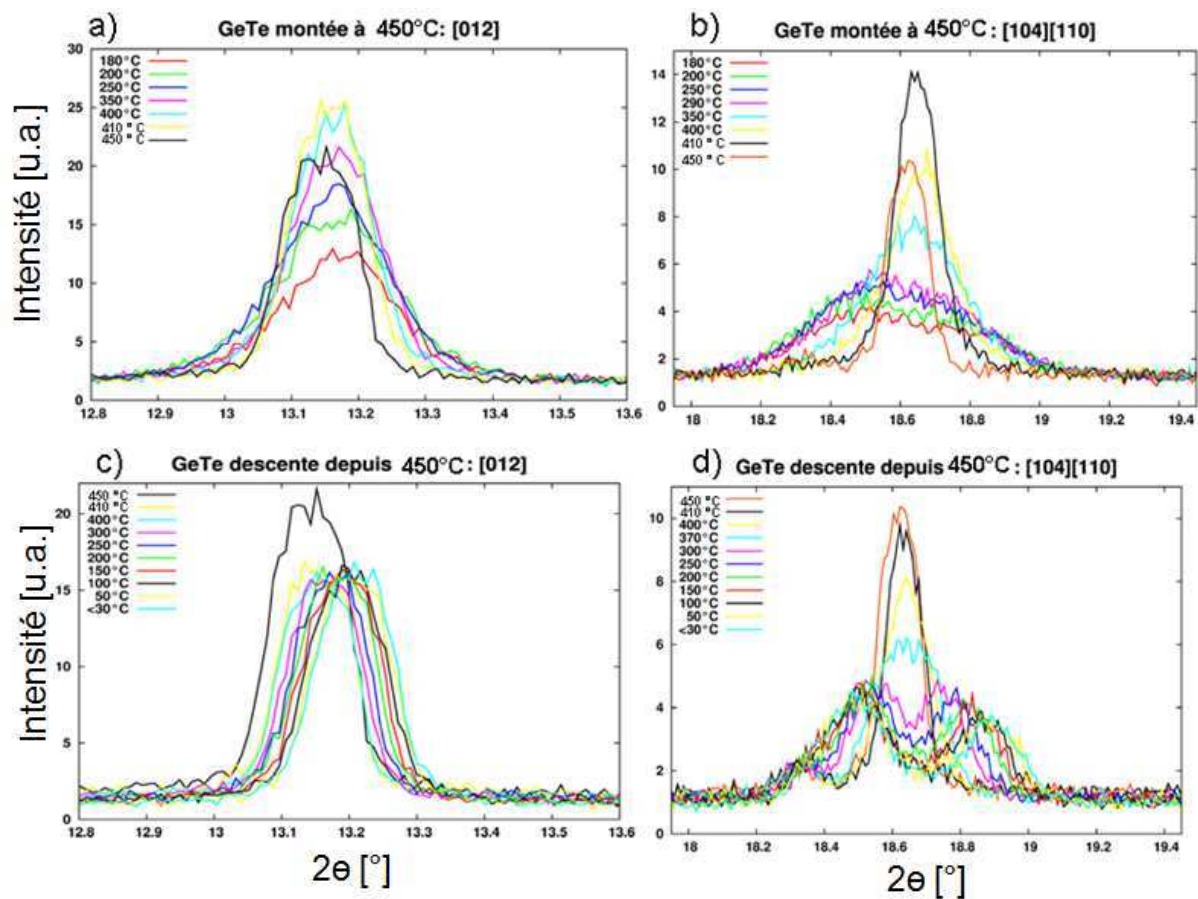 a)
GeTe montée à 450°C: [012]
Intensité [u.a.]
30
25
20
15
10
5
0
180°C
200°C
250°C
350°C
400°C
410°C
450°C
12.8 12.9 13 13.1 13.2 13.3 13.4 13.5 13.6
b)
GeTe montée à 450°C: [104][110]
14
12
10
8
6
4
2
0
180°C
200°C
250°C
290°C
350°C
400°C
410°C
450°C
18 18.2 18.4 18.6 18.8 19 19.2 19.4
c)
GeTe descente depuis 450°C: [012]
Intensité [u.a.]
20
15
10
5
0
450°C
410°C
400°C
300°C
250°C
200°C
150°C
100°C
50°C
<30°C
12.8 12.9 13 13.1 13.2 13.3 13.4 13.5 13.6
2θ [°]
d)
GeTe descente depuis 450°C: [104][110]
10
8
6
4
2
0
450°C
410°C
400°C
370°C
300°C
250°C
200°C
150°C
100°C
50°C
<30°C
18 18.2 18.4 18.6 18.8 19 19.2 19.4
2θ [°]